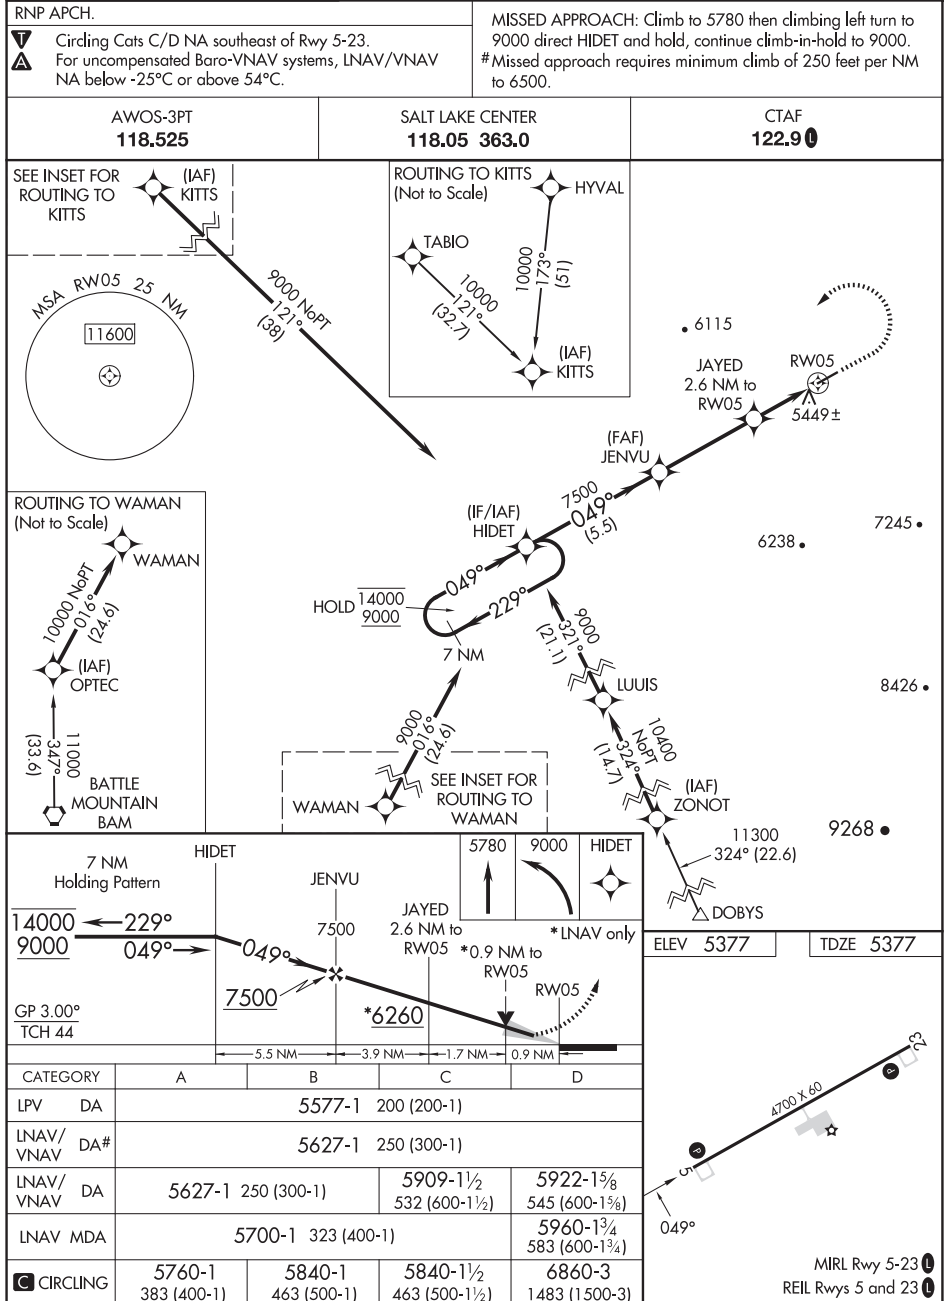 RNP APCH.
T
Circling Cats C/D NA southeast of Rwy 5-23.
A
For uncompensated Baro-VNAV systems, LNAV/VNAV
NA below -25°C or above 54°C.
MISSED APPROACH: Climb to 5780 then climbing left turn to
9000 direct HIDET and hold, continue climb-in-hold to 9000.
#Missed approach requires minimum climb of 250 feet per NM
to 6500.
AWOS-3PT
118.525
SALT LAKE CENTER
118.05 363.0
CTAF
122.9 L
SEE INSET FOR
ROUTING TO
KITTS
(IAF)
KITTS
9000 NoPT
121°
(38)
ROUTING TO KITTS
(Not to Scale)
HYVAL
TABIO
10000
173°
(51)
10000
121°
(32.7)
(IAF)
KITTS
MSA RW05 25 NM
11600
6115
JAYED
2.6 NM to
RW05
RW05
5449±
(FAF)
JENVU
7500
049°
(5.5)
(IF/IAF)
HIDET
7245
6238
049°
229°
HOLD
14000
9000
7 NM
ROUTING TO WAMAN
(Not to Scale)
WAMAN
10000 NoPT
016°
(24.6)
(IAF)
OPTEC
11000
347°
(33.6)
BATTLE
MOUNTAIN
BAM
9000
321°
(21.1)
LUUIS
8426
10400
NoPT
324°
(14.7)
9000
016°
(24.6)
WAMAN
SEE INSET FOR
ROUTING TO
WAMAN
(IAF)
ZONOT
9268
11300
324° (22.6)
DOBYS
7 NM
Holding Pattern
HIDET
JENVU
7500
JAYED
2.6 NM to
RW05
5780
9000
HIDET
*LNAV only
*0.9 NM to
RW05
RW05
14000
9000
229°
049°
049°
7500
*6260
GP 3.00°
TCH 44
5.5 NM
3.9 NM
1.7 NM
0.9 NM
ELEV 5377
TDZE 5377
23
P
4700 X 60
P
5
049°
MIRL Rwy 5-23 L
REIL Rwys 5 and 23 L
CATEGORY A B C D
LPV DA 5577-1 200 (200-1)
LNAV/
VNAV DA# 5627-1 250 (300-1)
LNAV/
VNAV DA 5627-1 250 (300-1)
5909-1½
532 (600-1½)
5922-1⅝
545 (600-1⅝)
LNAV MDA 5700-1 323 (400-1)
5960-1¾
583 (600-1¾)
C CIRCLING
5760-1
383 (400-1)
5840-1
463 (500-1)
5840-1½
463 (500-1½)
6860-3
1483 (1500-3)